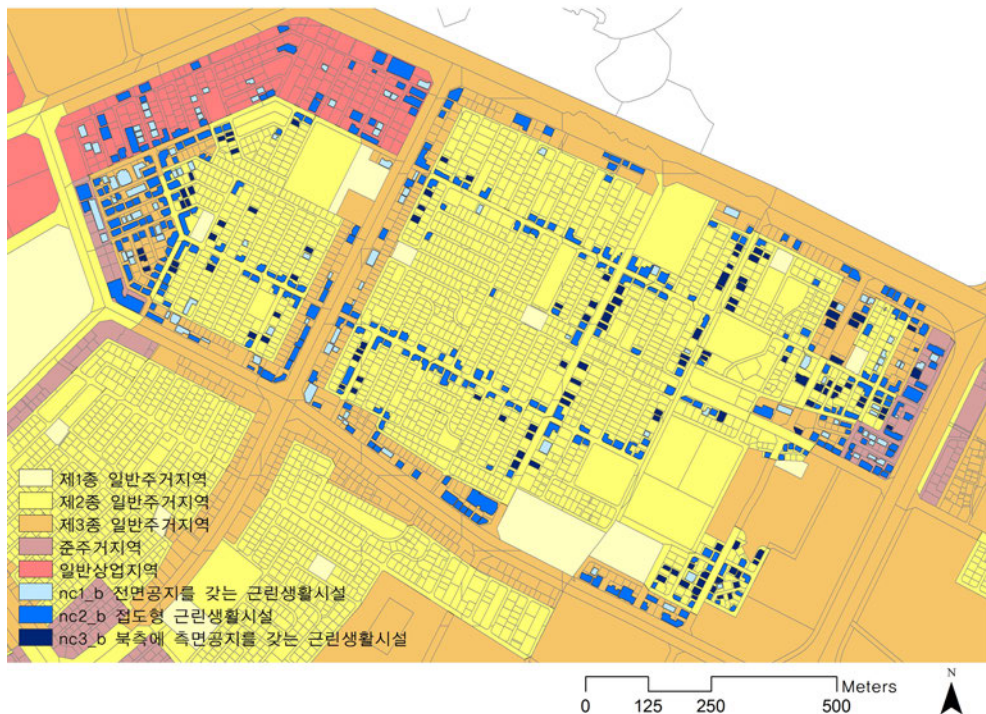 제1종 일반주거지역
제2종 일반주거지역
제3종 일반주거지역
준주거지역
일반상업지역
nc1_b 전면공지를 갖는 근린생활시설
nc2_b 접도형 근린생활시설
nc3_b 북측에 측면공지를 갖는 근린생활시설
Meters
0 125 250 500
N